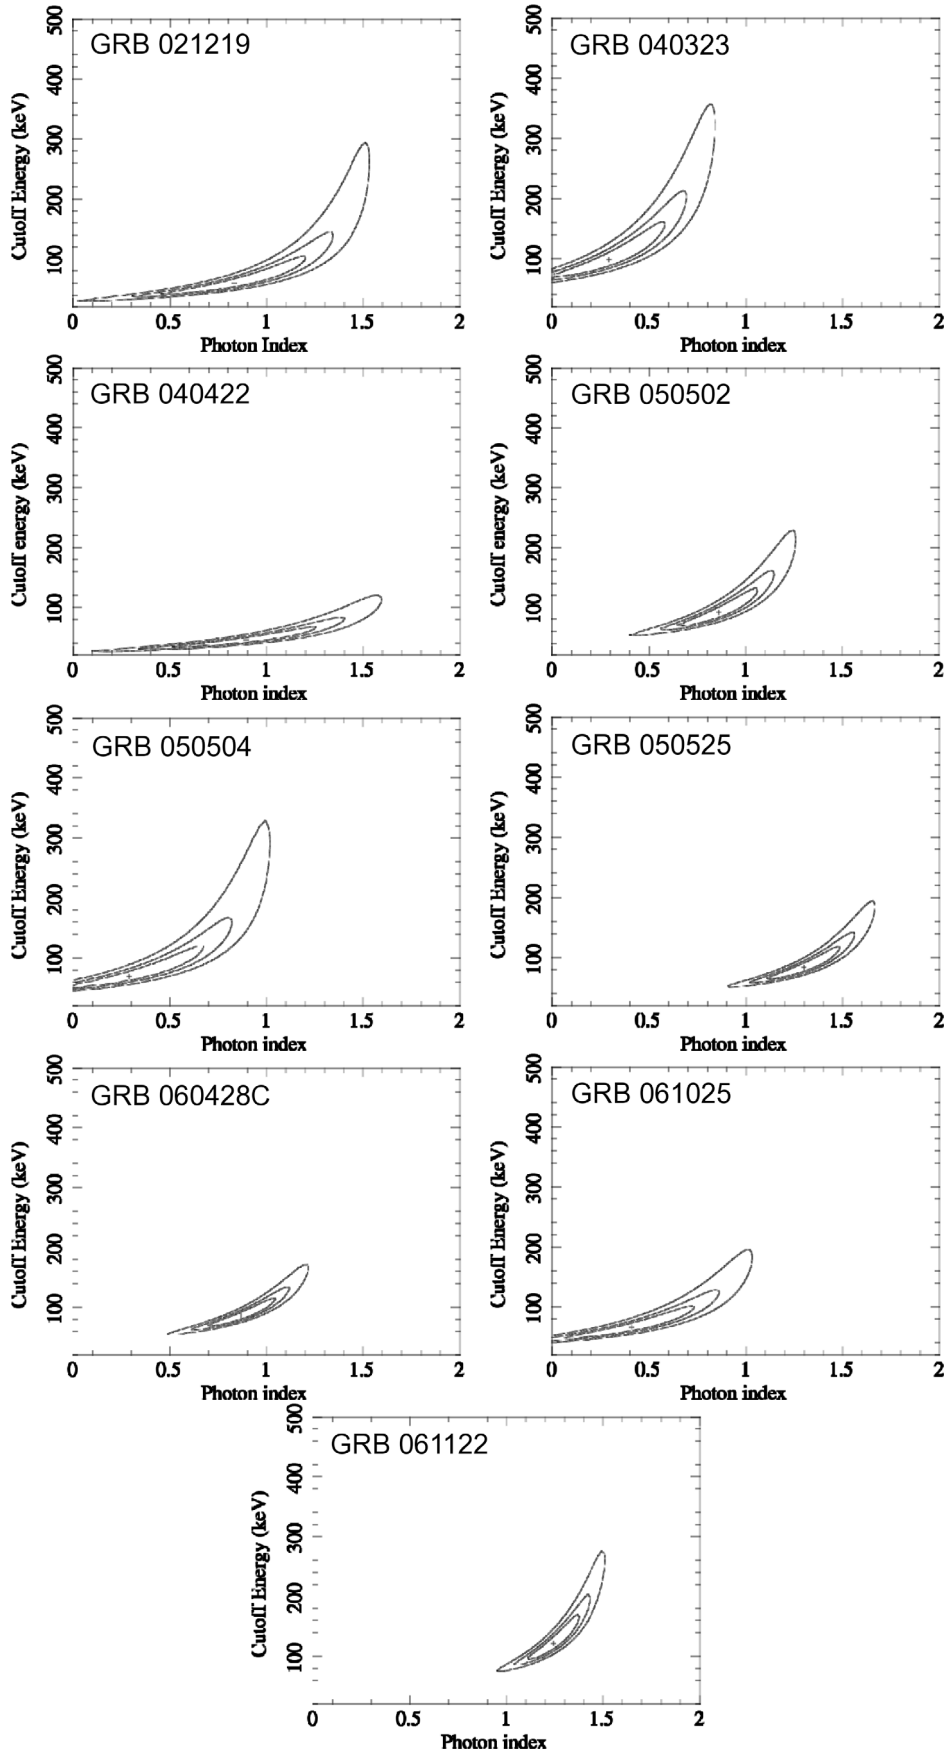 GRB 021219
Cutoff Energy (keV)
500
400
300
200
100
0 0.5 1 1.5 2
Photon Index
GRB 040323
Cutoff Energy (keV)
500
400
300
200
100
0 0.5 1 1.5 2
Photon index
GRB 040422
Cutoff energy (keV)
500
400
300
200
100
0 0.5 1 1.5 2
Photon index
GRB 050502
Cutoff energy (keV)
500
400
300
200
100
0 0.5 1 1.5 2
Photon index
GRB 050504
Cutoff Energy (keV)
500
400
300
200
100
0 0.5 1 1.5 2
Photon index
GRB 050525
Cutoff Energy (keV)
500
400
300
200
100
0 0.5 1 1.5 2
Photon index
GRB 060428C
Cutoff Energy (keV)
500
400
300
200
100
0 0.5 1 1.5 2
Photon index
GRB 061025
Cutoff Energy (keV)
500
400
300
200
100
0 0.5 1 1.5 2
Photon index
GRB 061122
Cutoff Energy (keV)
500
400
300
200
100
0 0.5 1 1.5 2
Photon index